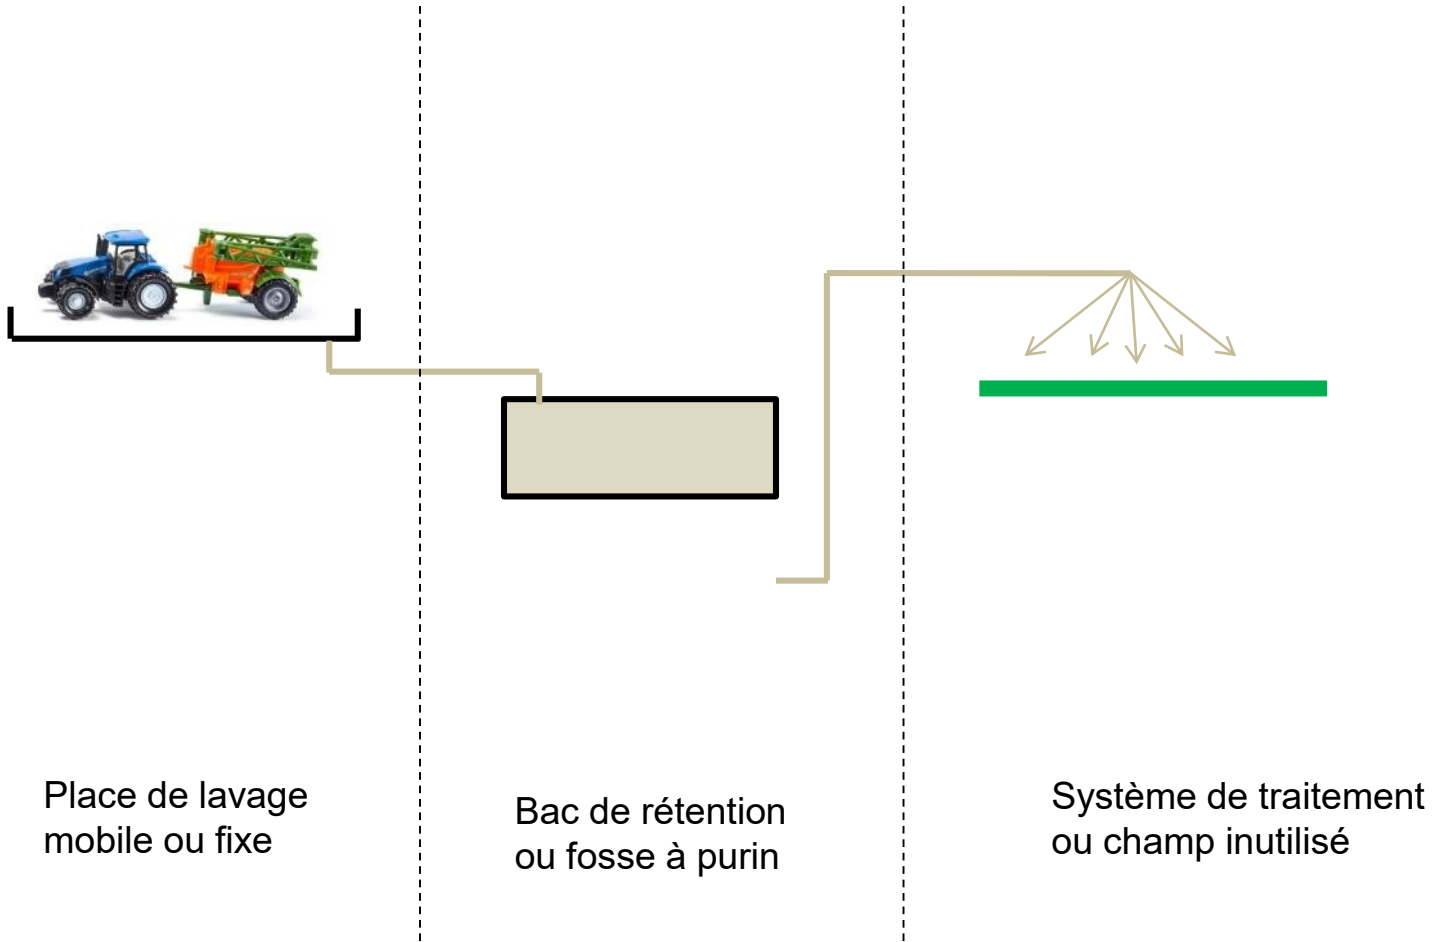 Place de lavage
mobile ou fixe
Bac de rétention
ou fosse à purin
Système de traitement
ou champ inutilisé